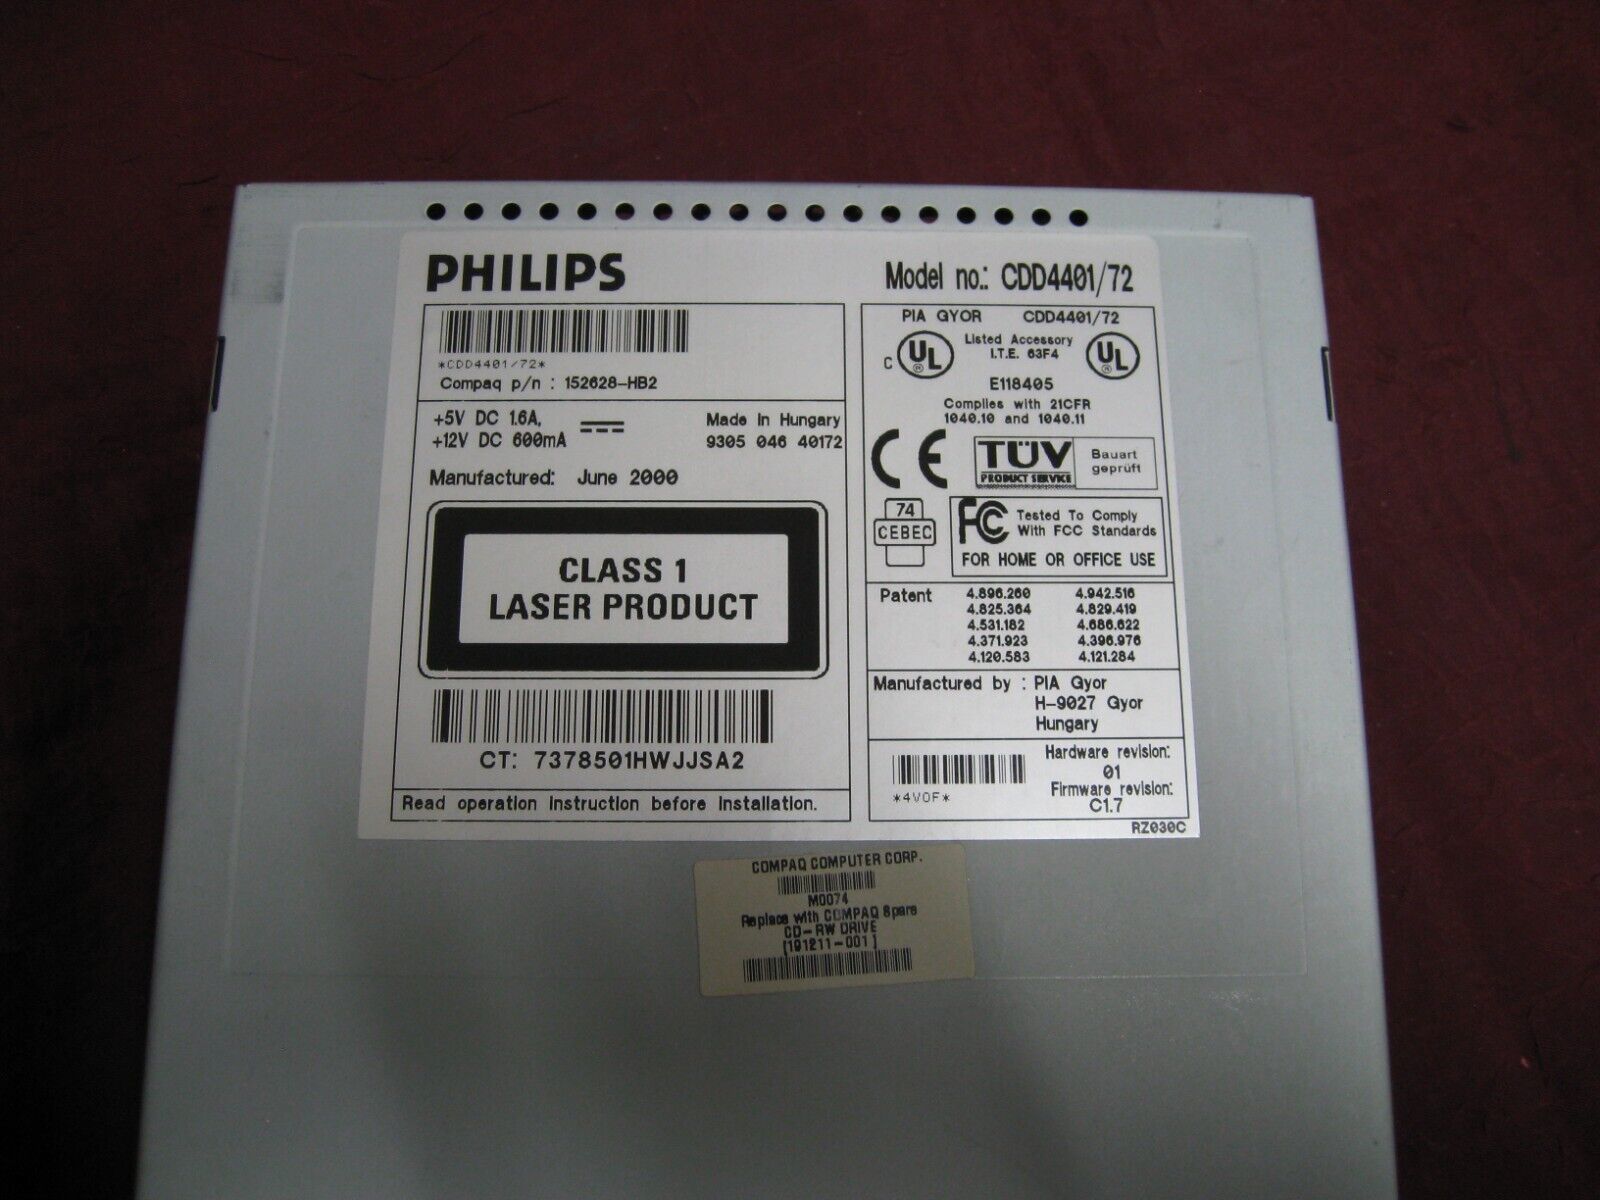 PHILIPS
Model no.: CDD4401/72
*CDD4401/72*
Compaq p/n : 152628-HB2
+5V DC 1.6A,
+12V DC 600mA
Made In Hungary
9305 046 40172
Manufactured: June 2000
CLASS 1
LASER PRODUCT
CT: 7378501HWJJSA2
Read operation Instruction before Installation.
PIA GYOR CDD4401/72
C UL ®
Listed Accessory
I.T.E. 63F4
UL ®
E118405
Complies with 21CFR
1040.10 and 1040.11
CE
TÜV
PRODUCT SERVICE
Bauart
geprüft
74
CEBEC
FC Tested To Comply
With FCC Standards
FOR HOME OR OFFICE USE
Patent 4.896.260 4.942.516
4.825.364 4.829.419
4.531.182 4.686.622
4.371.923 4.396.976
4.120.583 4.121.284
Manufactured by : PIA Gyor
H-9027 Gyor
Hungary
*4VOF*
Hardware revision:
01
Firmware revision:
C1.7
RZ030C
COMPAQ COMPUTER CORP.
M0074
Replace with COMPAQ Spare
CD-RW DRIVE
[191211-001]